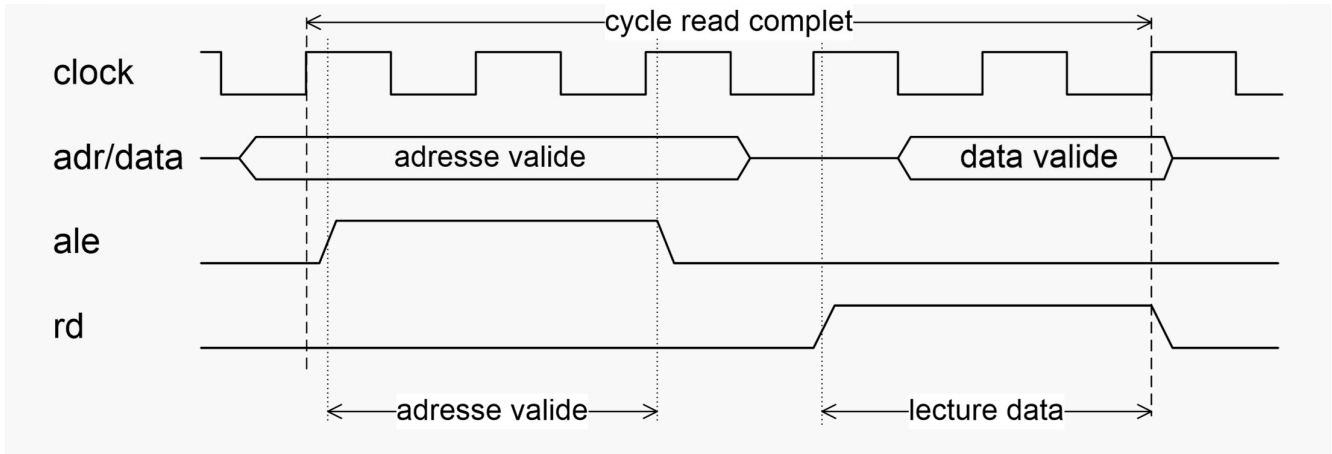 cycle read complet
clock
adr/data
adresse valide
data valide
ale
rd
adresse valide
lecture data